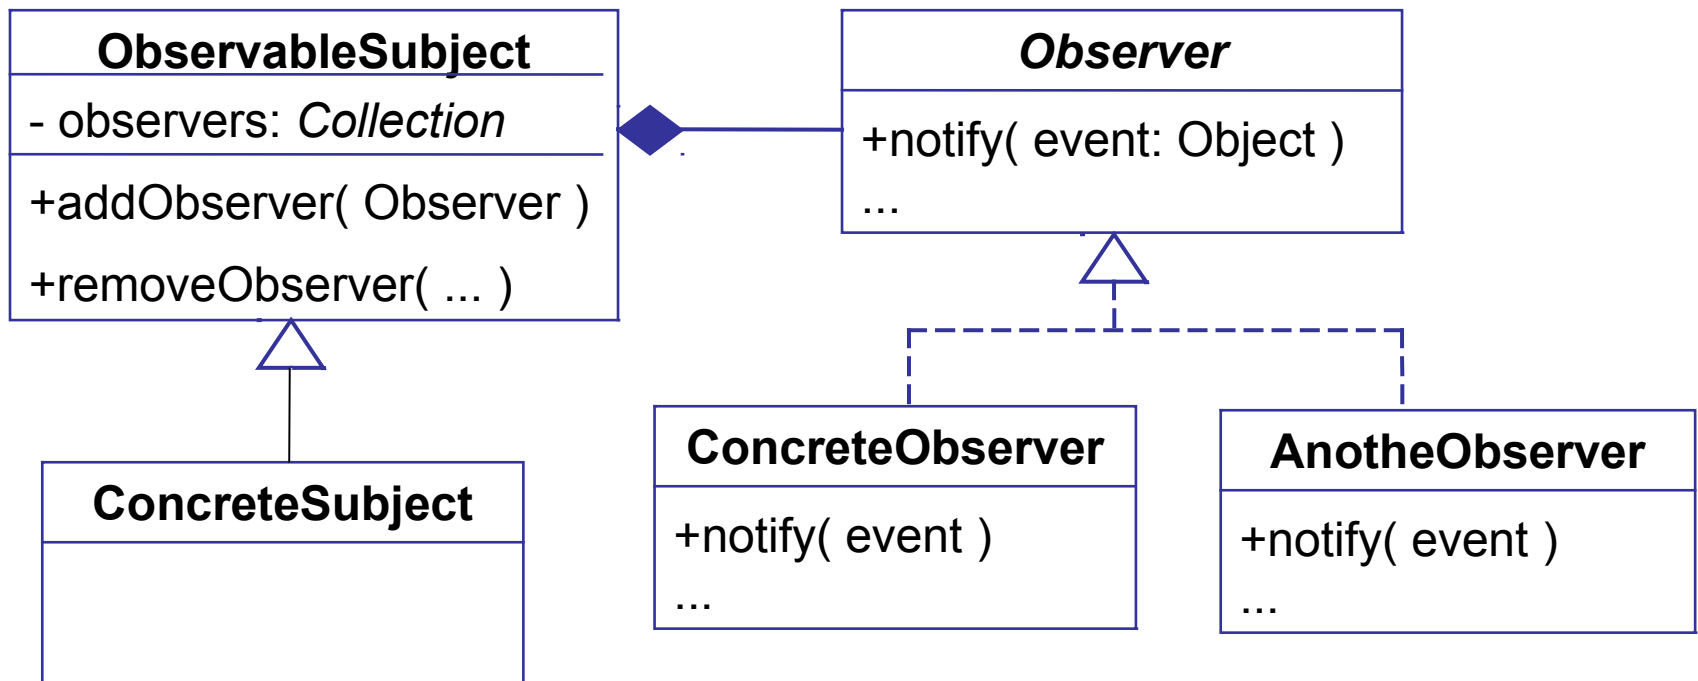 ObservableSubject
- observers: Collection
+addObserver( Observer )
+removeObserver( ... )
Observer
+notify( event: Object )
...
ConcreteSubject
ConcreteObserver
+notify( event )
...
AnotheObserver
+notify( event )
...